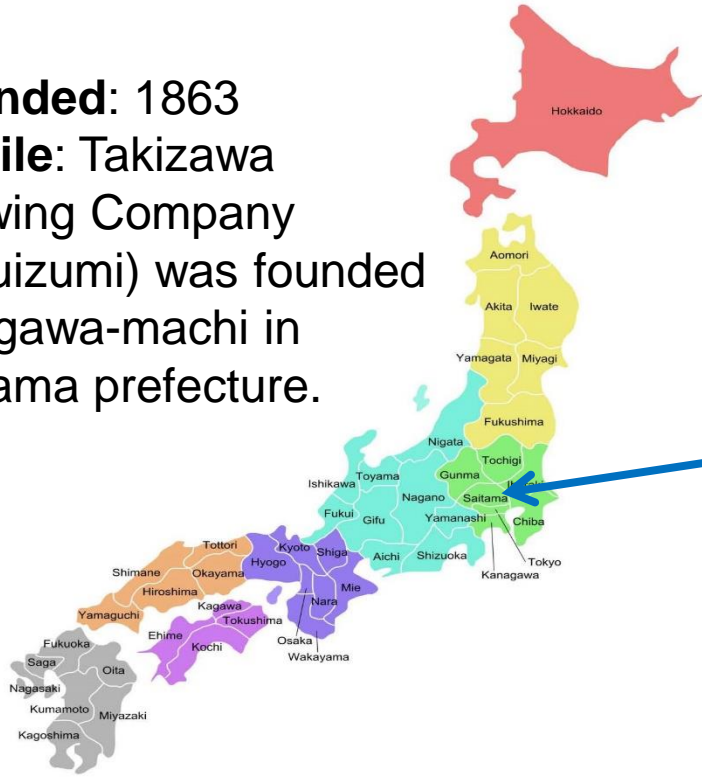 nded: 1863
ile: Takizawa
wing Company
uizumi) was founded
gawa-machi in
ama prefecture.
Hokkaido
Aomori
Akita Iwate
Yamagata Miyagi
Fukushima
Nigata
Tochigi
Gunma
Ishikawa Toyama
Nagano Saitama
Fukui Gifu
Yamanashi Chiba
Aichi Shizuoka
Tokyo
Kanagawa
Tottori Kyoto Shiga
Hyogo
Shimane Okayama
Hiroshima Mie
Nara
Yamaguchi Kagawa
Tokushima
Ehime Osaka
Kochi
Wakayama
Fukuoka
Saga Oita
Nagasaki
Kumamoto Miyazaki
Kagoshima